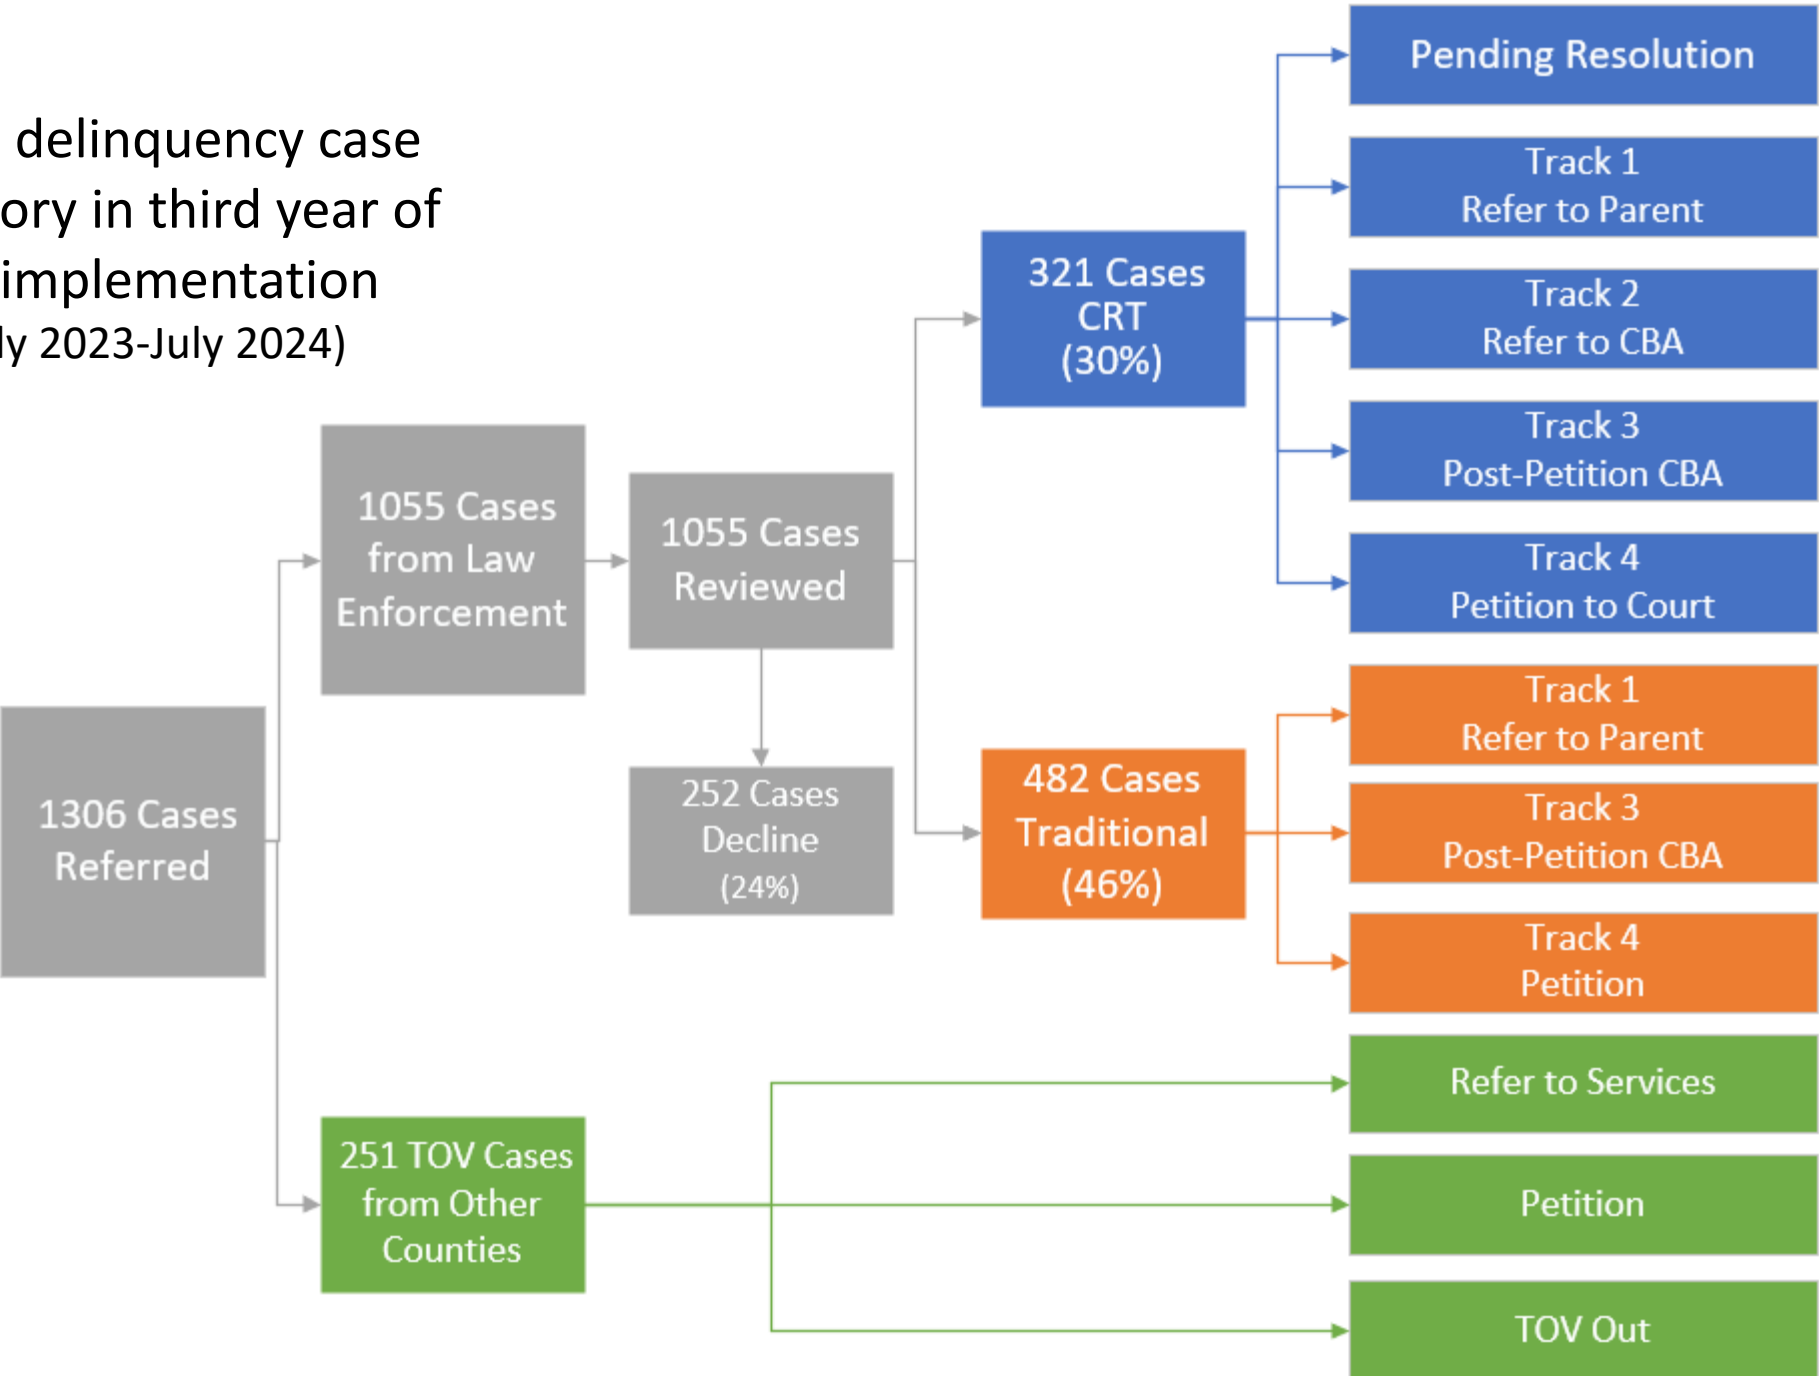 delinquency case
ory in third year of
implementation
ly 2023-July 2024)
1306 Cases
Referred
1055 Cases
from Law
Enforcement
1055 Cases
Reviewed
252 Cases
Decline
(24%)
321 Cases
CRT
(30%)
482 Cases
Traditional
(46%)
251 TOV Cases
from Other
Counties
Pending Resolution
Track 1
Refer to Parent
Track 2
Refer to CBA
Track 3
Post-Petition CBA
Track 4
Petition to Court
Track 1
Refer to Parent
Track 3
Post-Petition CBA
Track 4
Petition
Refer to Services
Petition
TOV Out